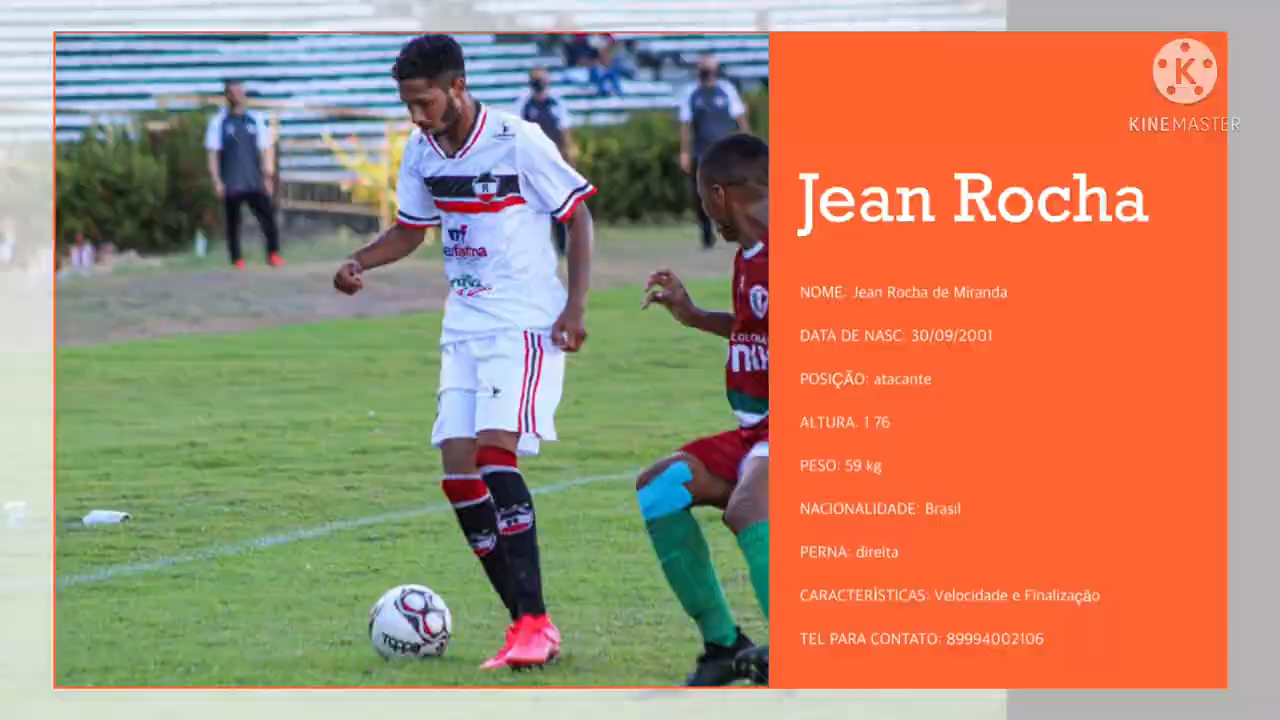 KINEMASTER
Jean Rocha
NOME: Jean Rocha de Miranda
DATA DE NASC: 30/09/2001
POSIÇÃO: atacante
ALTURA: 1 76
PESO: 59 kg
NACIONALIDADE: Brasil
PERNA: direita
CARACTERÍSTICAS: Velocidade e Finalização
TEL PARA CONTATO: 89994002106
R
Topper